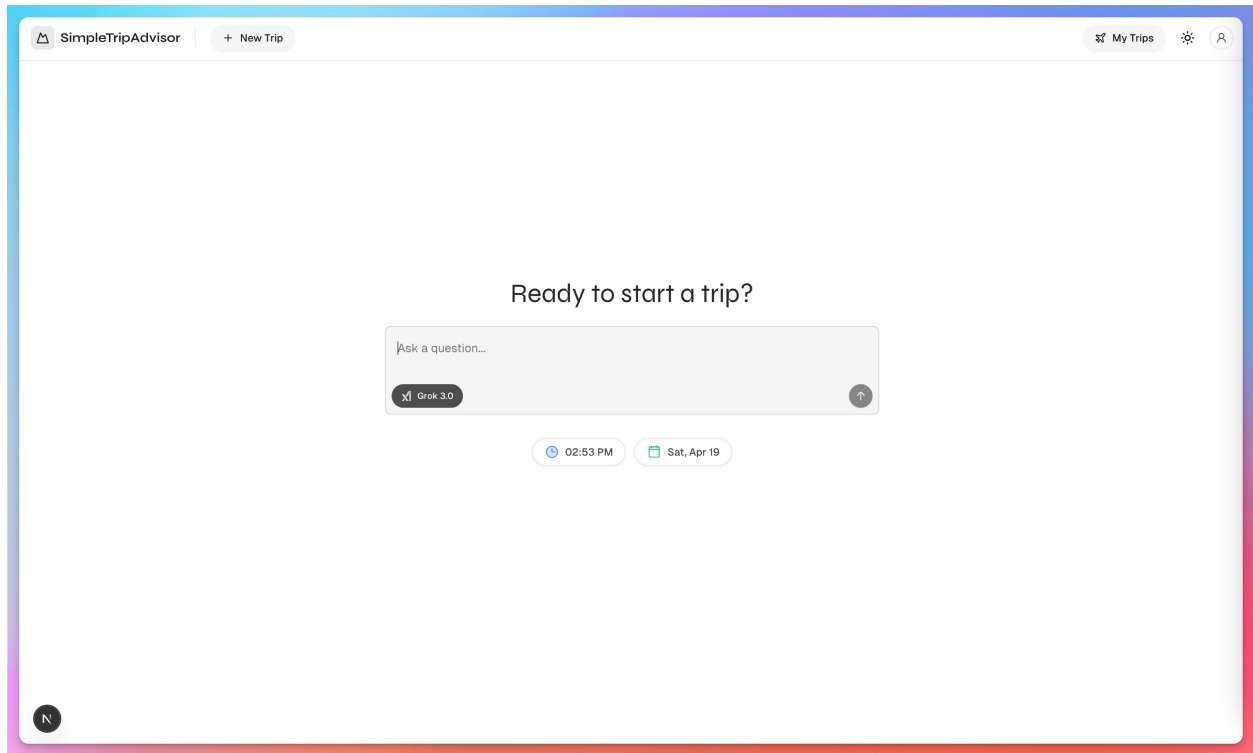 SimpleTripAdvisor
+ New Trip
My Trips
Ready to start a trip?
Ask a question...
Grok 3.0
02:53 PM
Sat, Apr 19
N